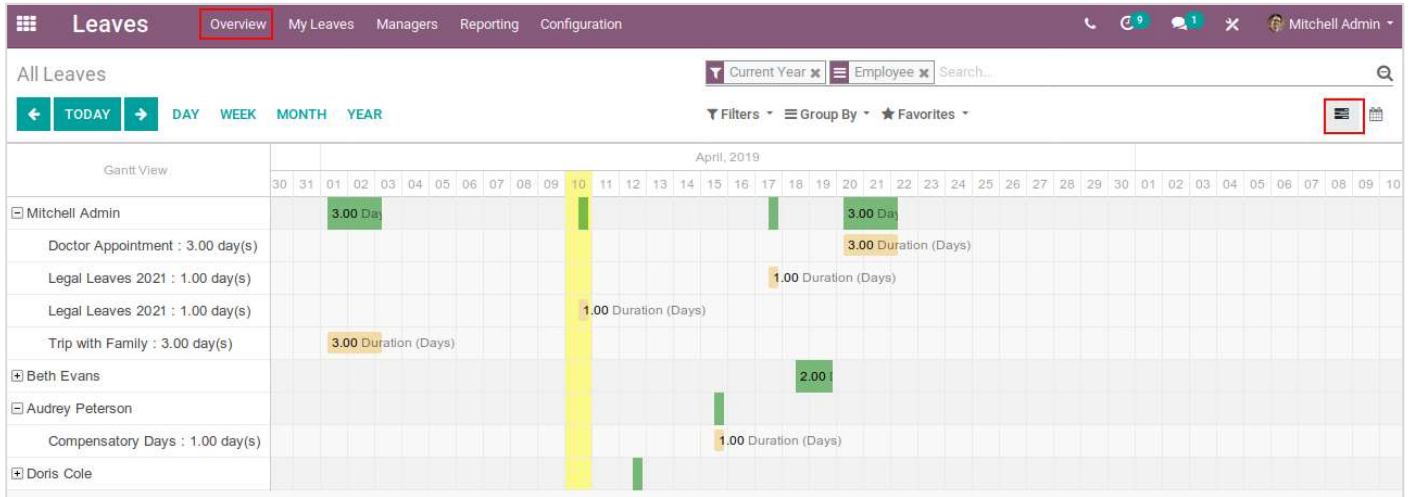 Leaves Overview My Leaves Managers Reporting Configuration 9 1 Mitchell Admin
All Leaves Current Year Employee Search...
TODAY DAY WEEK MONTH YEAR Filters Group By Favorites
Gantt View April, 2019
30 31 01 02 03 04 05 06 07 08 09 10 11 12 13 14 15 16 17 18 19 20 21 22 23 24 25 26 27 28 29 30 01 02 03 04 05 06 07 08 09 10
Mitchell Admin 3.00 Day 3.00 Day
Doctor Appointment : 3.00 day(s) 3.00 Duration (Days)
Legal Leaves 2021 : 1.00 day(s) 1.00 Duration (Days)
Legal Leaves 2021 : 1.00 day(s) 1.00 Duration (Days)
Trip with Family : 3.00 day(s) 3.00 Duration (Days)
Beth Evans 2.00
Audrey Peterson
Compensatory Days : 1.00 day(s) 1.00 Duration (Days)
Doris Cole